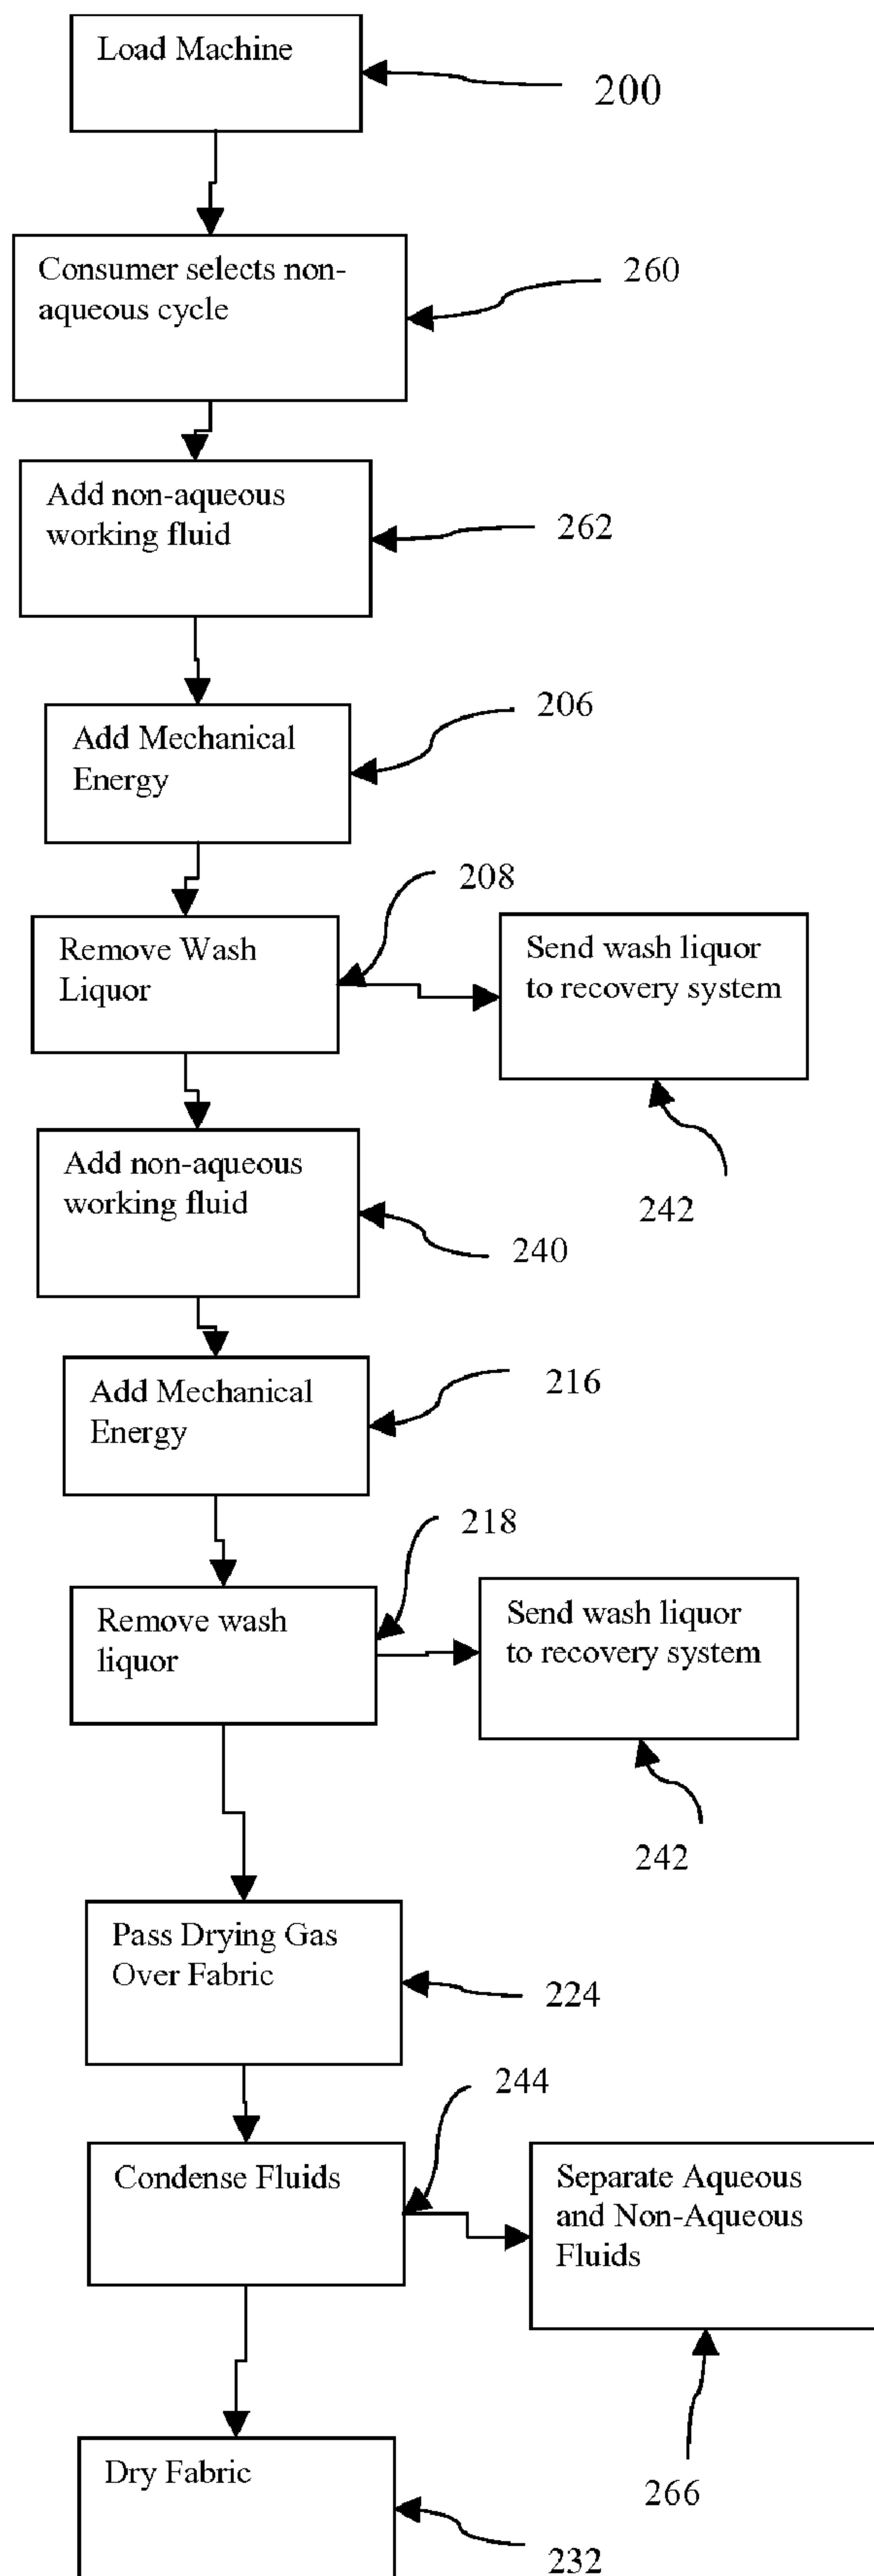 Load Machine
200
Consumer selects non-
aqueous cycle
260
Add non-aqueous
working fluid
262
Add Mechanical
Energy
206
208
Remove Wash
Liquor
Send wash liquor
to recovery system
242
Add non-aqueous
working fluid
240
Add Mechanical
Energy
216
218
Remove wash
liquor
Send wash liquor
to recovery system
242
Pass Drying Gas
Over Fabric
224
244
Condense Fluids
Separate Aqueous
and Non-Aqueous
Fluids
266
Dry Fabric
232